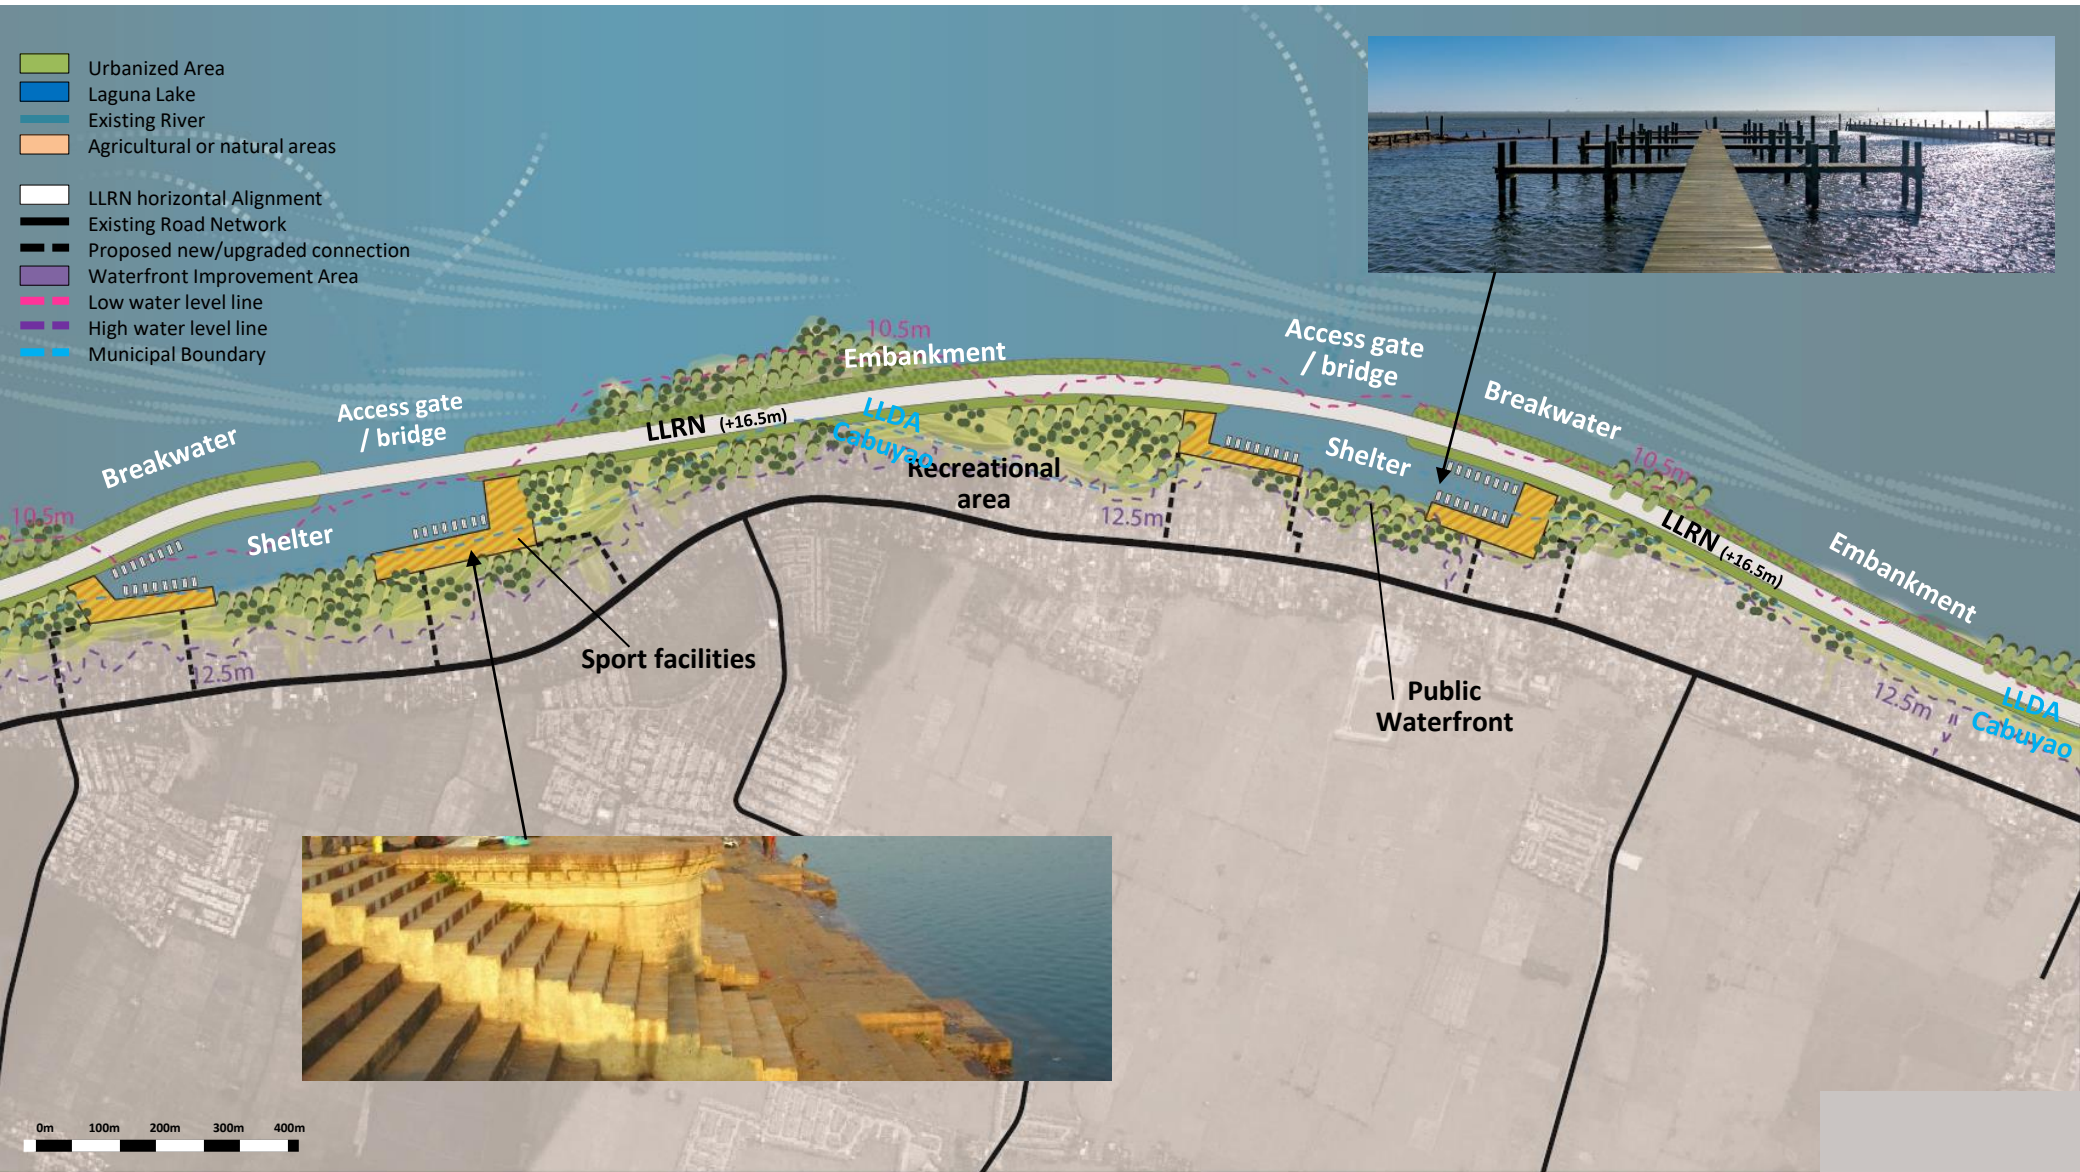 Urbanized Area
Laguna Lake
Existing River
Agricultural or natural areas
LLRN horizontal Alignment
Existing Road Network
Proposed new/upgraded connection
Waterfront Improvement Area
Low water level line
High water level line
Municipal Boundary
10.5m
Breakwater
Access gate
/ bridge
Shelter
12.5m
LLRN (+16.5m)
10.5m
Embankment
LLDA
Cabuyao
Recreational
area
12.5m
Sport facilities
Access gate
/ bridge
Shelter
Breakwater
10.5m
LLRN (+16.5m)
Embankment
Public
Waterfront
12.5m
LLDA
Cabuyao
0m 100m 200m 300m 400m